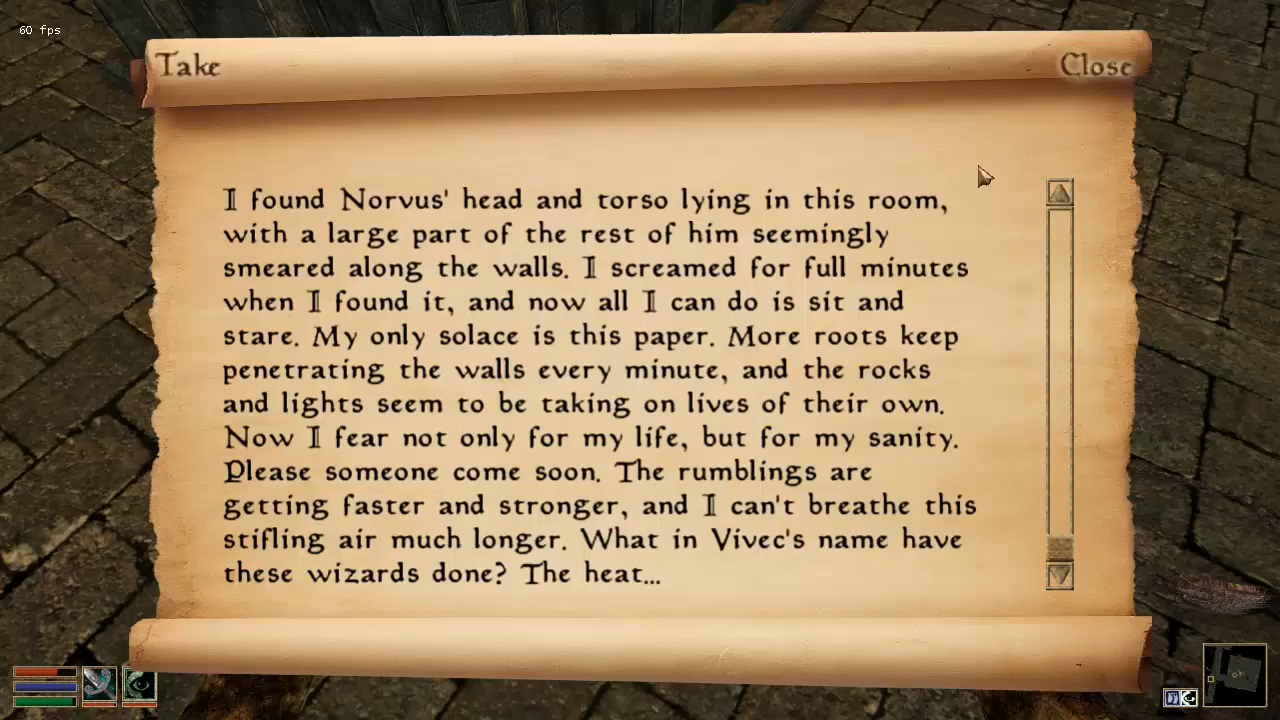 60 fps
Take
Close
I found Norvus' head and torso lying in this room,
with a large part of the rest of him seemingly
smeared along the walls. I screamed for full minutes
when I found it, and now all I can do is sit and
stare. My only solace is this paper. More roots keep
penetrating the walls every minute, and the rocks
and lights seem to be taking on lives of their own.
Now I fear not only for my life, but for my sanity.
Please someone come soon. The rumblings are
getting faster and stronger, and I can't breathe this
stifling air much longer. What in Vivec's name have
these wizards done? The heat...